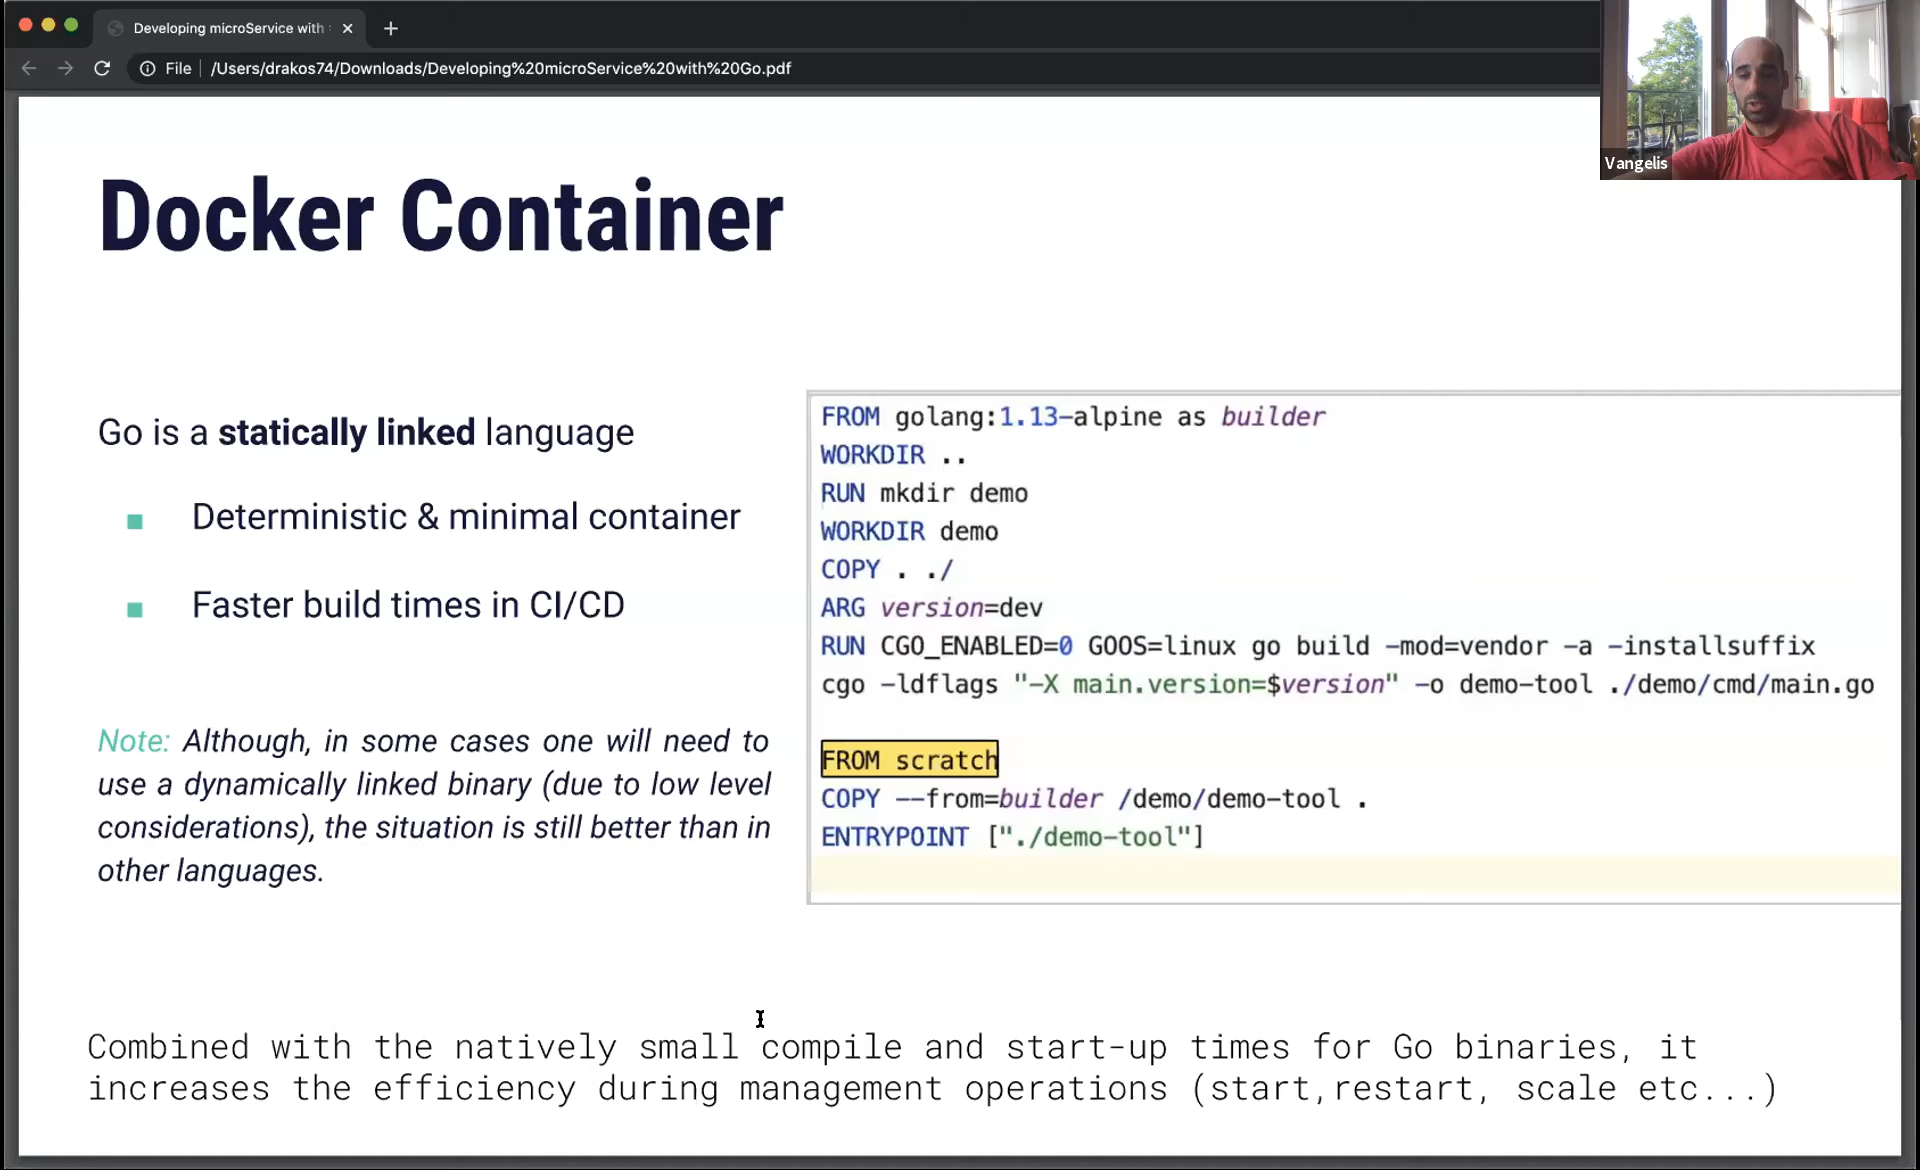 Developing microService with
File
/Users/drakos74/Downloads/Developing%20microService%20with%20Go.pdf
Vangelis
Docker Container
Go is a statically linked language
Deterministic & minimal container
Faster build times in CI/CD
Note: Although, in some cases one will need to
use a dynamically linked binary (due to low level
considerations), the situation is still better than in
other languages.
FROM golang:1.13-alpine as builder
WORKDIR ..
RUN mkdir demo
WORKDIR demo
COPY . ./
ARG version=dev
RUN CGO_ENABLED=0 GOOS=linux go build -mod=vendor -a -installsuffix
cgo -ldflags "-X main.version=$version" -o demo-tool ./demo/cmd/main.go
FROM scratch
COPY --from=builder /demo/demo-tool .
ENTRYPOINT ["./demo-tool"]
Combined with the natively small compile and start-up times for Go binaries, it
increases the efficiency during management operations (start,restart, scale etc...)